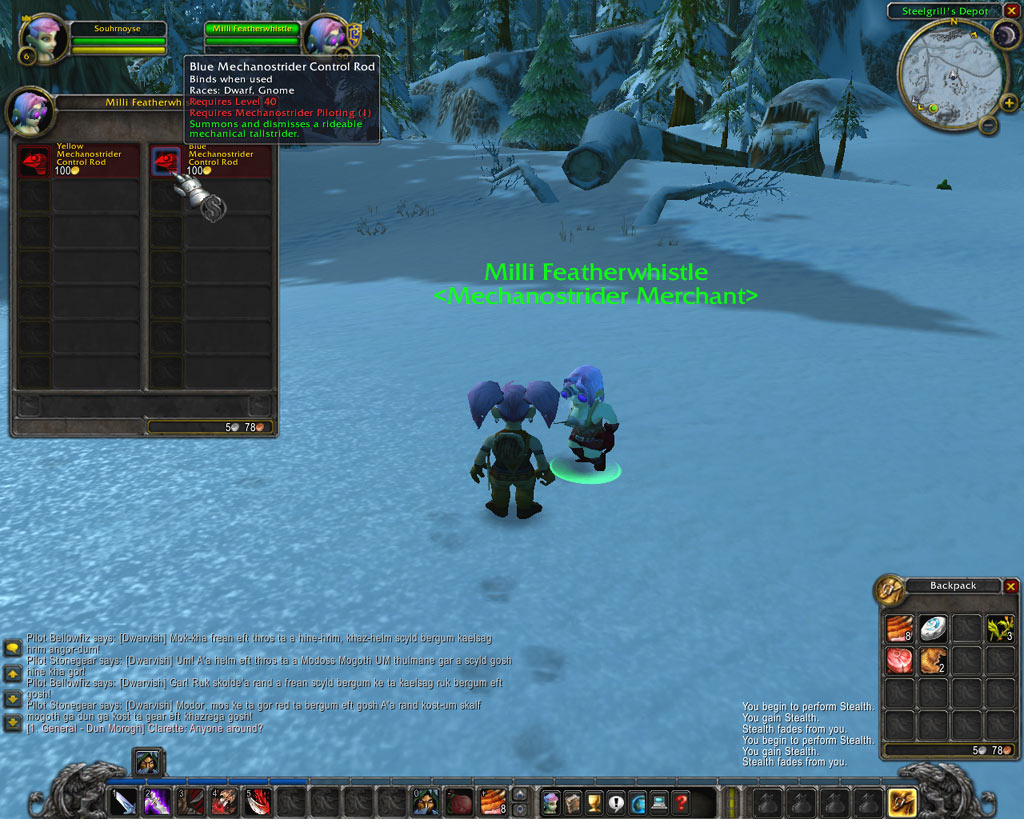 Souhrnoyse
Milli Featherwhistle
Steelgrill's Depot
N
6
Milli Featherwh
Blue Mechanostrider Control Rod
Binds when used
Races: Dwarf, Gnome
Requires Level 40
Requires Mechanostrider Piloting (1)
Summons and dismisses a rideable
mechanical tallstrider.
Yellow
Mechanostrider
Control Rod
100
Blue
Mechanostrider
Control Rod
100
5 78
Milli Featherwhistle
<Mechanostrider Merchant>
Backpack
8
3
2
5 78
Pilot Bellowfiz says: [Dwarvish] Mok-kha frean eft thros ta a hine-hrim, khaz-helm scyld bergum kaelsag
hrim angor-dum!
Pilot Stonegear says: [Dwarvish] Um! A'a helm eft thros ta a Modoss Mogoth UM thulmane gar a scyld gosh
hine kha gor!
Pilot Bellowfiz says: [Dwarvish] Gar! Ruk skolde a rand a frean scyld bergum ke ta kaelsag ruk bergum eft
gosh!
Pilot Stonegear says: [Dwarvish] Modor, mos ke ta gor red ta bergum eft gosh A'a rand kost-um skalf
mogoth ga dun ga kost ta gear eft khazrega gosh!
[1. General - Dun Morogh] Clarette: Anyone around?
You begin to perform Stealth.
You gain Stealth.
Stealth fades from you.
You begin to perform Stealth.
You gain Stealth.
Stealth fades from you.
2 3 4 5 0 8